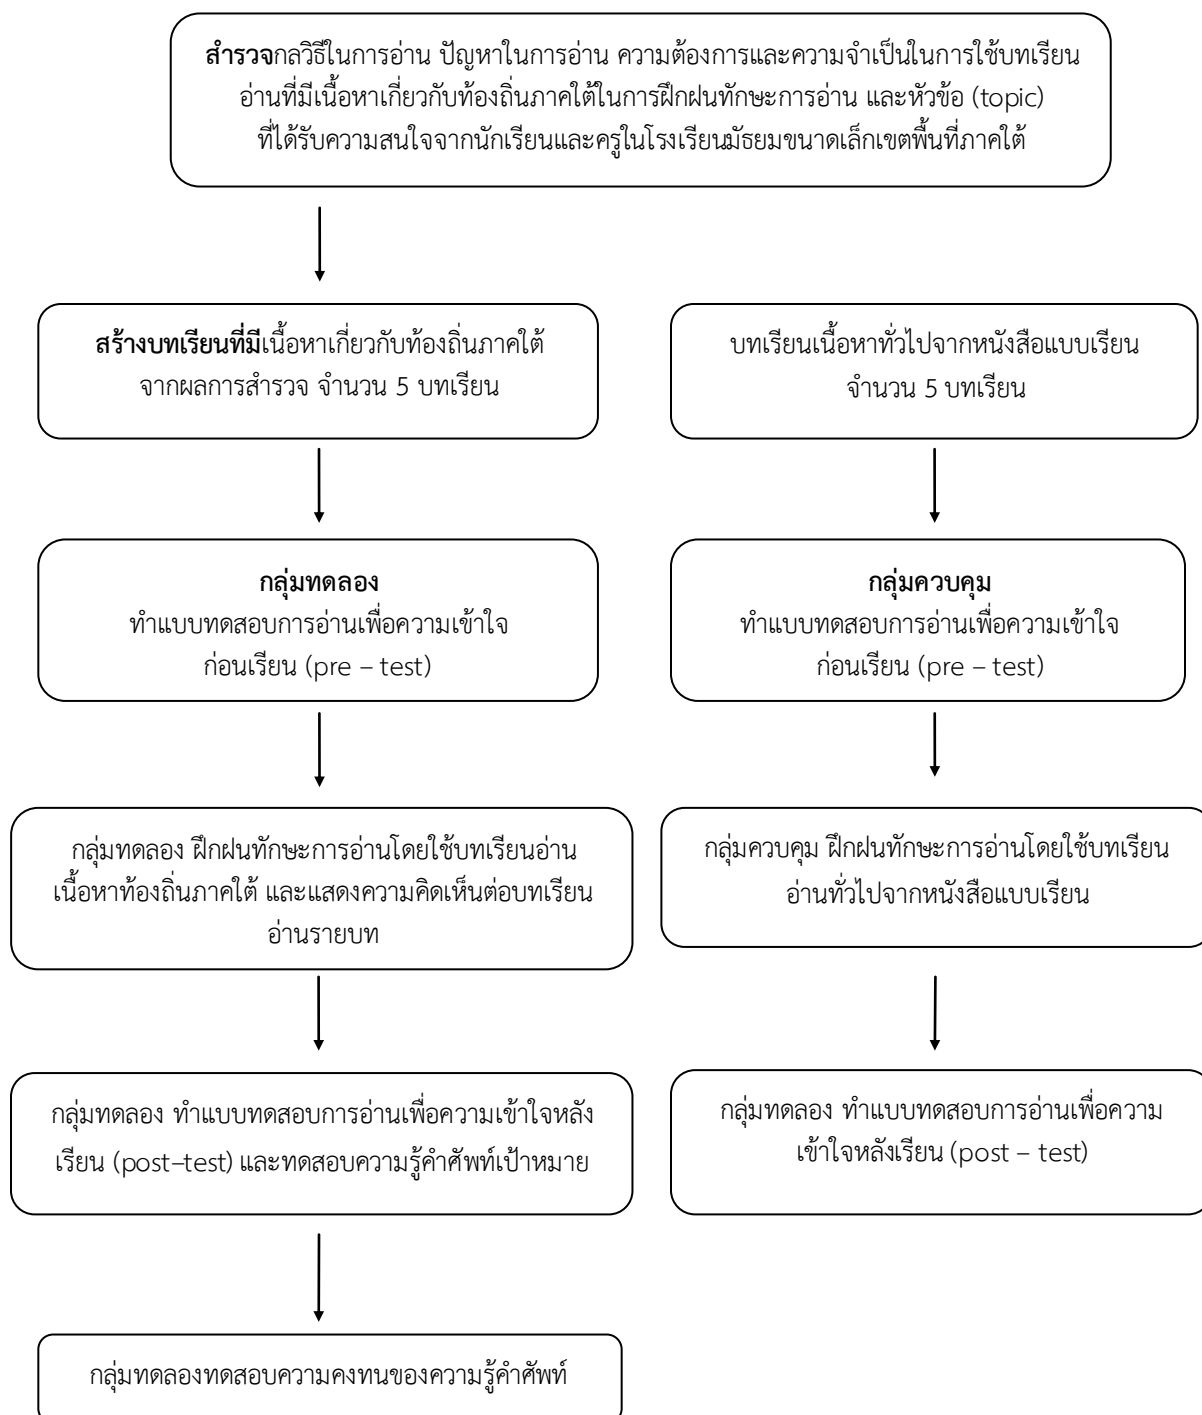 สำรวจกลวิธีในการอ่าน ปัญหาในการอ่าน ความต้องการและความจำเป็นในการใช้บทเรียน
อ่านที่มีเนื้อหาเกี่ยวกับท้องถิ่นภาคใต้ในการฝึกฝนทักษะการอ่าน และหัวข้อ (topic)
ที่ได้รับความสนใจจากนักเรียนและครูในโรงเรียนมัธยมขนาดเล็กเขตพื้นที่ภาคใต้
สร้างบทเรียนที่มีเนื้อหาเกี่ยวกับท้องถิ่นภาคใต้
จากผลการสำรวจ จำนวน 5 บทเรียน
บทเรียนเนื้อหาทั่วไปจากหนังสือแบบเรียน
จำนวน 5 บทเรียน
กลุ่มทดลอง
ทำแบบทดสอบการอ่านเพื่อความเข้าใจ
ก่อนเรียน (pre – test)
กลุ่มควบคุม
ทำแบบทดสอบการอ่านเพื่อความเข้าใจ
ก่อนเรียน (pre – test)
กลุ่มทดลอง ฝึกฝนทักษะการอ่านโดยใช้บทเรียนอ่าน
เนื้อหาท้องถิ่นภาคใต้ และแสดงความคิดเห็นต่อบทเรียน
อ่านรายบท
กลุ่มควบคุม ฝึกฝนทักษะการอ่านโดยใช้บทเรียน
อ่านทั่วไปจากหนังสือแบบเรียน
กลุ่มทดลอง ทำแบบทดสอบการอ่านเพื่อความเข้าใจหลัง
เรียน (post–test) และทดสอบความรู้คำศัพท์เป้าหมาย
กลุ่มทดลอง ทำแบบทดสอบการอ่านเพื่อความ
เข้าใจหลังเรียน (post – test)
กลุ่มทดลองทดสอบความคงทนของความรู้คำศัพท์